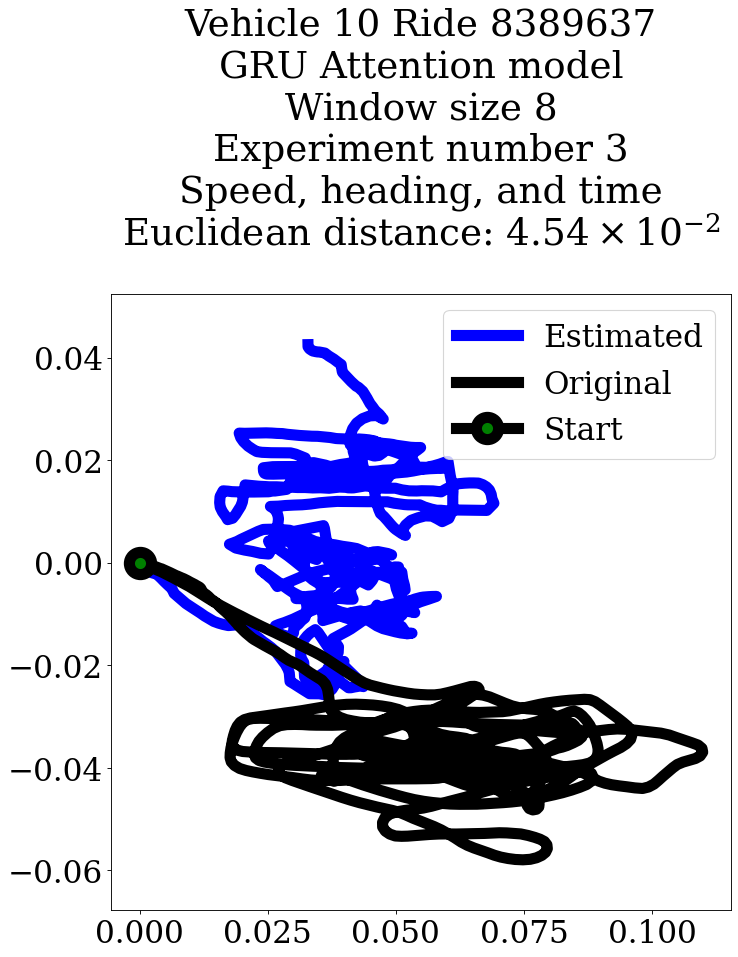 Vehicle 10 Ride 8389637
GRU Attention model
Window size 8
Experiment number 3
Speed, heading, and time
Euclidean distance: 4.54 × 10⁻²
Estimated
Original
Start
0.04
0.02
0.00
−0.02
−0.04
−0.06
0.000 0.025 0.050 0.075 0.100